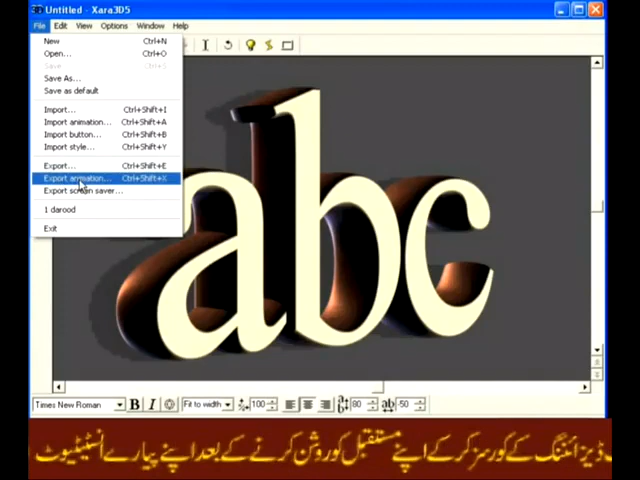 3D Untitled - Xara3D5
File Edit View Options Window Help
New Ctrl+N
Open... Ctrl+O
Save Ctrl+S
Save As...
Save as default
Import... Ctrl+Shift+I
Import animation... Ctrl+Shift+A
Import button... Ctrl+Shift+B
Import style... Ctrl+Shift+Y
Export... Ctrl+Shift+E
Export animation... Ctrl+Shift+X
Export screen saver...
1 darood
Exit
abc
Times New Roman B I Fit to width 100 80 ab -50
ڈیزائننگ کے کورسز کر کے اپنے مستقبل کو روشن کرنے کے بعد اپنے پیارے انسٹیٹیوٹ